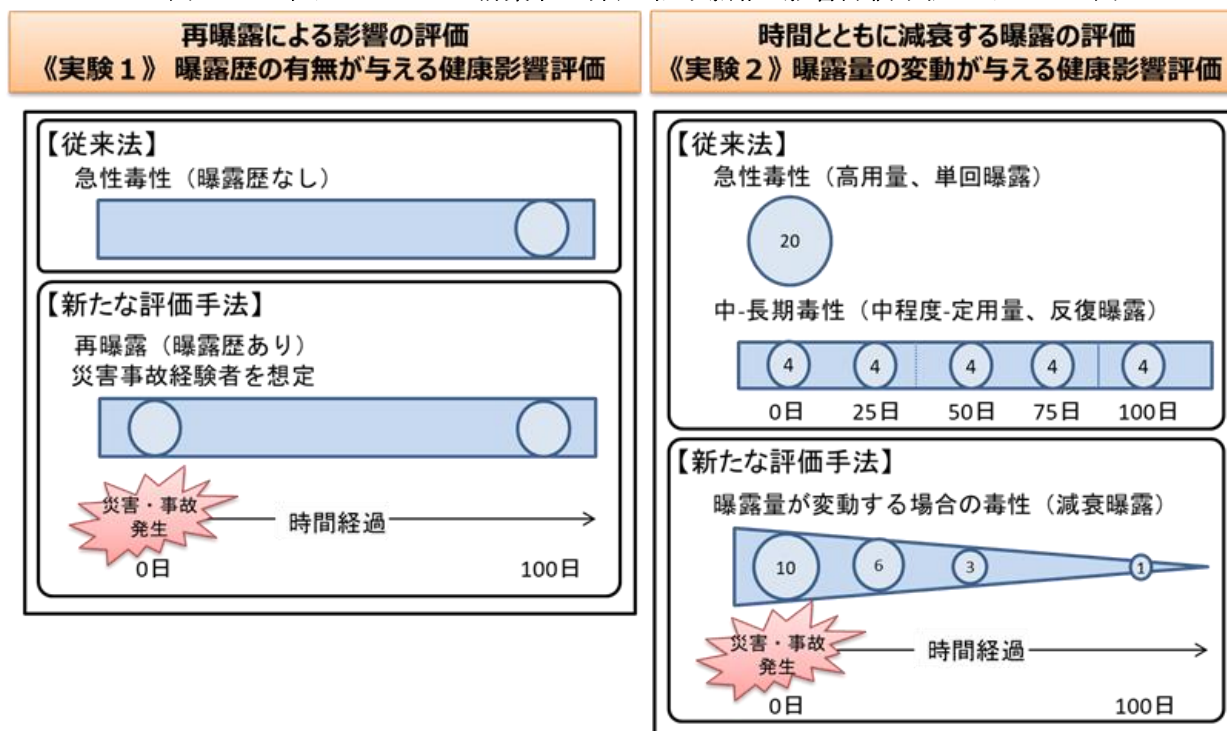 再曝露による影響の評価
《実験１》 曝露歴の有無が与える健康影響評価
【従来法】
急性毒性（曝露歴なし）
【新たな評価手法】
再曝露（曝露歴あり）
災害事故経験者を想定
災害・事故
発生
時間経過
0日
100日
時間とともに減衰する曝露の評価
《実験２》曝露量の変動が与える健康影響評価
【従来法】
急性毒性（高用量、単回曝露）
20
中-長期毒性（中程度-定用量、反復曝露）
4 4 4 4 4
0日 25日 50日 75日 100日
【新たな評価手法】
曝露量が変動する場合の毒性（減衰曝露）
10 6 3 1
災害・事故
発生
時間経過
0日
100日